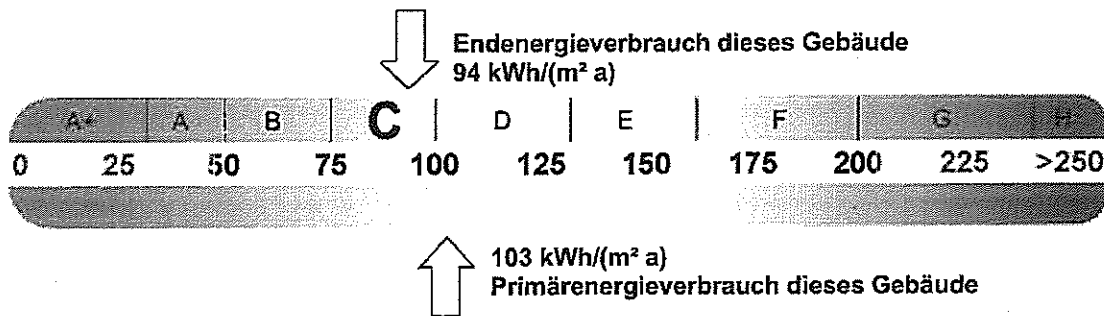 Endenergieverbrauch dieses Gebäude
94 kWh/(m² a)
A+ A B C D E F G H
0 25 50 75 100 125 150 175 200 225 >250
103 kWh/(m² a)
Primärenergieverbrauch dieses Gebäude